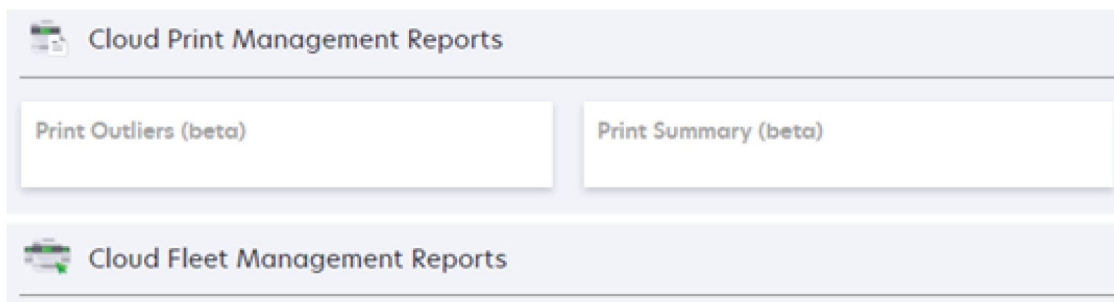 Cloud Print Management Reports
Print Outliers (beta)
Print Summary (beta)
Cloud Fleet Management Reports